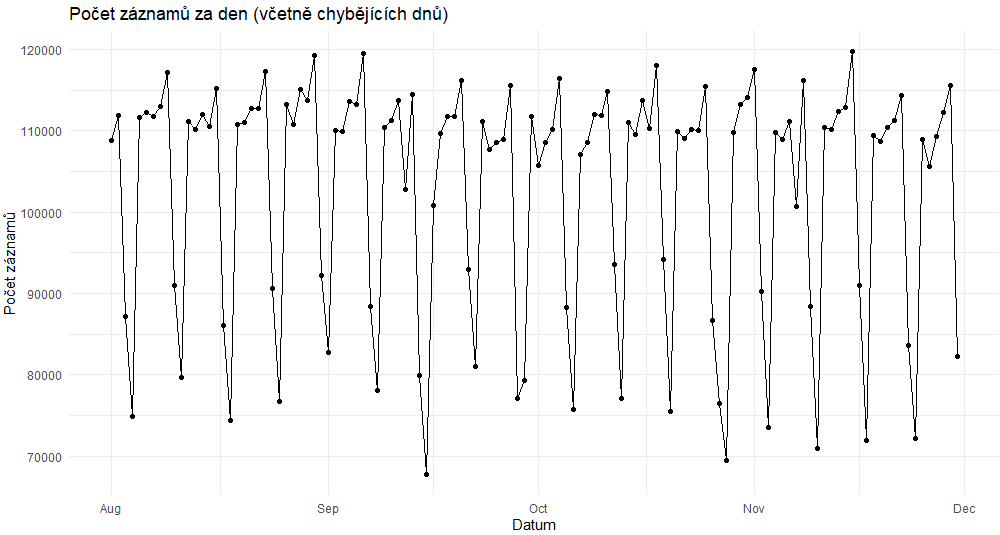 Počet záznamů za den (včetně chybějících dnů)
120000
110000
100000
90000
80000
70000
Počet záznamů
Aug Sep Oct Nov Dec
Datum